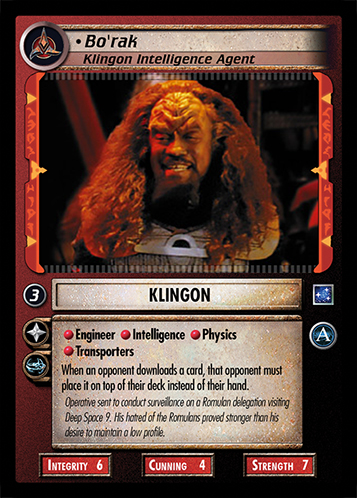 • Bo'rak
Klingon Intelligence Agent
3
KLINGON
• Engineer • Intelligence • Physics
• Transporters
When an opponent downloads a card, that opponent must
place it on top of their deck instead of their hand.
Operative sent to conduct surveillance on a Romulan delegation visiting
Deep Space 9. His hatred of the Romulans proved stronger than his
desire to maintain a low profile.
A
INTEGRITY 6
CUNNING 4
STRENGTH 7